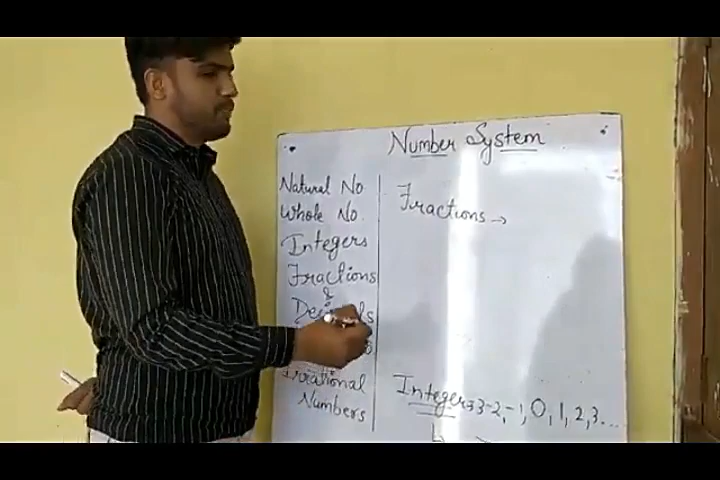 Number System
Natural No
Whole No.
Integers
Fractions
&
Decimals
Irrational
Numbers
Fractions →
Integers -3-2,-1,0,1,2,3...